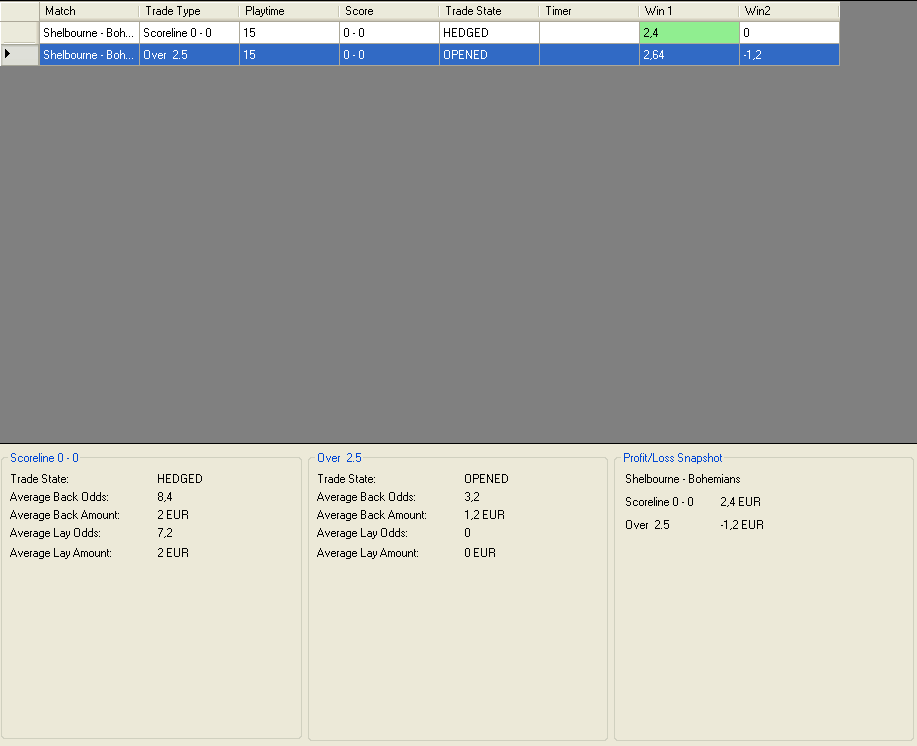 Match Trade Type Playtime Score Trade State Timer Win 1 Win2
Shelbourne - Boh... Scoreline 0 - 0 15 0 - 0 HEDGED 2,4 0
Shelbourne - Boh... Over 2.5 15 0 - 0 OPENED 2,64 -1,2
Scoreline 0 - 0
Trade State: HEDGED
Average Back Odds: 8,4
Average Back Amount: 2 EUR
Average Lay Odds: 7,2
Average Lay Amount: 2 EUR
Over 2.5
Trade State: OPENED
Average Back Odds: 3,2
Average Back Amount: 1,2 EUR
Average Lay Odds: 0
Average Lay Amount: 0 EUR
Profit/Loss Snapshot
Shelbourne - Bohemians
Scoreline 0 - 0 2,4 EUR
Over 2.5 -1,2 EUR